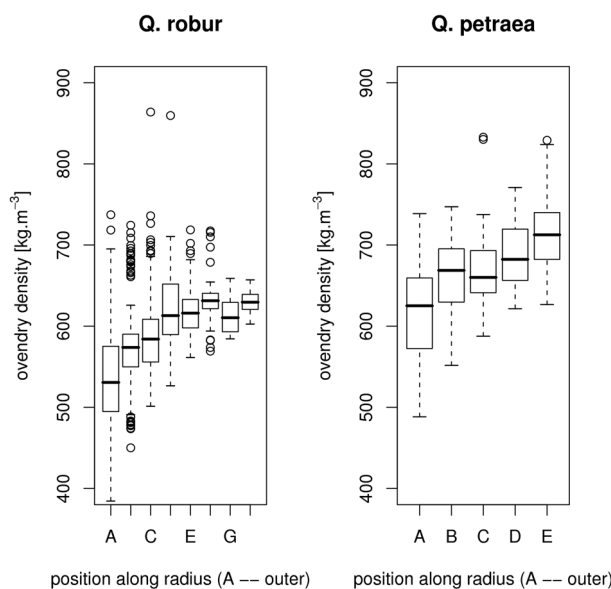 Q. robur
Q. petraea
ovendry density [kg.m⁻³]
900
800
700
600
500
400
A C E G
position along radius (A −− outer)
ovendry density [kg.m⁻³]
900
800
700
600
500
400
A B C D E
position along radius (A −− outer)